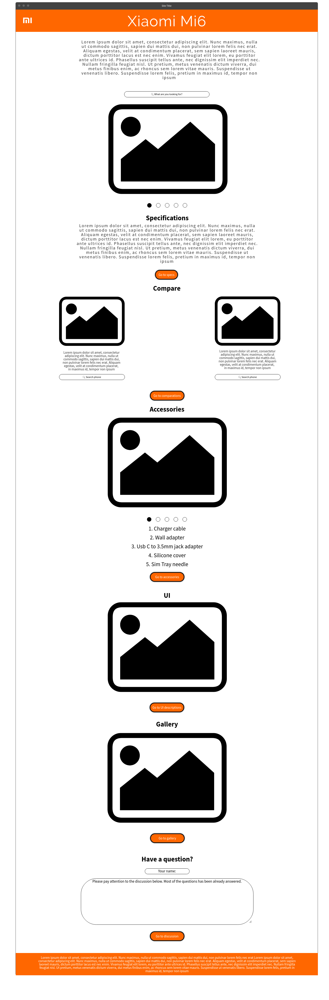 Site Title
mi
Xiaomi Mi6
Lorem ipsum dolor sit amet, consectetur adipiscing elit. Nunc maximus, nulla
ut commodo sagittis, sapien dui mattis dui, non pulvinar lorem felis nec erat.
Aliquam egestas, velit at condimentum placerat, sem sapien laoreet mauris,
dictum porttitor lacus est nec enim. Vivamus feugiat elit lorem, eu porttitor
ante ultrices id. Phasellus suscipit tellus ante, nec dignissim elit imperdiet nec.
Nullam fringilla feugiat nisl. Ut pretium, metus venenatis dictum viverra, dui
metus finibus enim, ac rhoncus sem lorem vitae mauris. Suspendisse ut
venenatis libero. Suspendisse lorem felis, pretium in maximus id, tempor non
ipsum
What are you looking for?
Specifications
Lorem ipsum dolor sit amet, consectetur adipiscing elit. Nunc maximus, nulla
ut commodo sagittis, sapien dui mattis dui, non pulvinar lorem felis nec erat.
Aliquam egestas, velit at condimentum placerat, sem sapien laoreet mauris,
dictum porttitor lacus est nec enim. Vivamus feugiat elit lorem, eu porttitor
ante ultrices id. Phasellus suscipit tellus ante, nec dignissim elit imperdiet nec.
Nullam fringilla feugiat nisl. Ut pretium, metus venenatis dictum viverra, dui
metus finibus enim, ac rhoncus sem lorem vitae mauris. Suspendisse ut
venenatis libero. Suspendisse lorem felis, pretium in maximus id, tempor non
ipsum
Go to specs
Compare
Lorem ipsum dolor sit amet, consectetur
adipiscing elit. Nunc maximus, nulla ut
commodo sagittis, sapien dui mattis dui,
non pulvinar lorem felis nec erat. Aliquam
egestas, velit at condimentum placerat,
in maximus id, tempor non ipsum
Search phone
Lorem ipsum dolor sit amet, consectetur
adipiscing elit. Nunc maximus, nulla ut
commodo sagittis, sapien dui mattis dui,
non pulvinar lorem felis nec erat. Aliquam
egestas, velit at condimentum placerat,
in maximus id, tempor non ipsum
Search phone
Go to comparations
Accessories
1. Charger cable
2. Wall adapter
3. Usb C to 3.5mm jack adapter
4. Silicone cover
5. Sim Tray needle
Go to accessories
UI
Go to UI descriptions
Gallery
Go to gallery
Have a question?
Your name:
Please pay attention to the discussion below. Most of the questions has been already answered.
Go to discussion
Lorem ipsum dolor sit amet, consectetur adipiscing elit. Nunc maximus, nulla ut commodo sagittis, sapien dui mattis dui, non pulvinar lorem felis nec erat Lorem ipsum dolor sit amet,
consectetur adipiscing elit. Nunc maximus, nulla ut commodo sagittis, sapien dui mattis dui, non pulvinar lorem felis nec erat. Aliquam egestas, velit at condimentum placerat, sem sapien
laoreet mauris, dictum porttitor lacus est nec enim. Vivamus feugiat elit lorem, eu porttitor ante ultrices id. Phasellus suscipit tellus ante, nec dignissim elit imperdiet nec. Nullam fringilla
feugiat nisl. Ut pretium, metus venenatis dictum viverra, dui metus finibus enim, ac rhoncus sem lorem vitae mauris. Suspendisse ut venenatis libero. Suspendisse lorem felis, pretium in
maximus id, tempor non ipsum